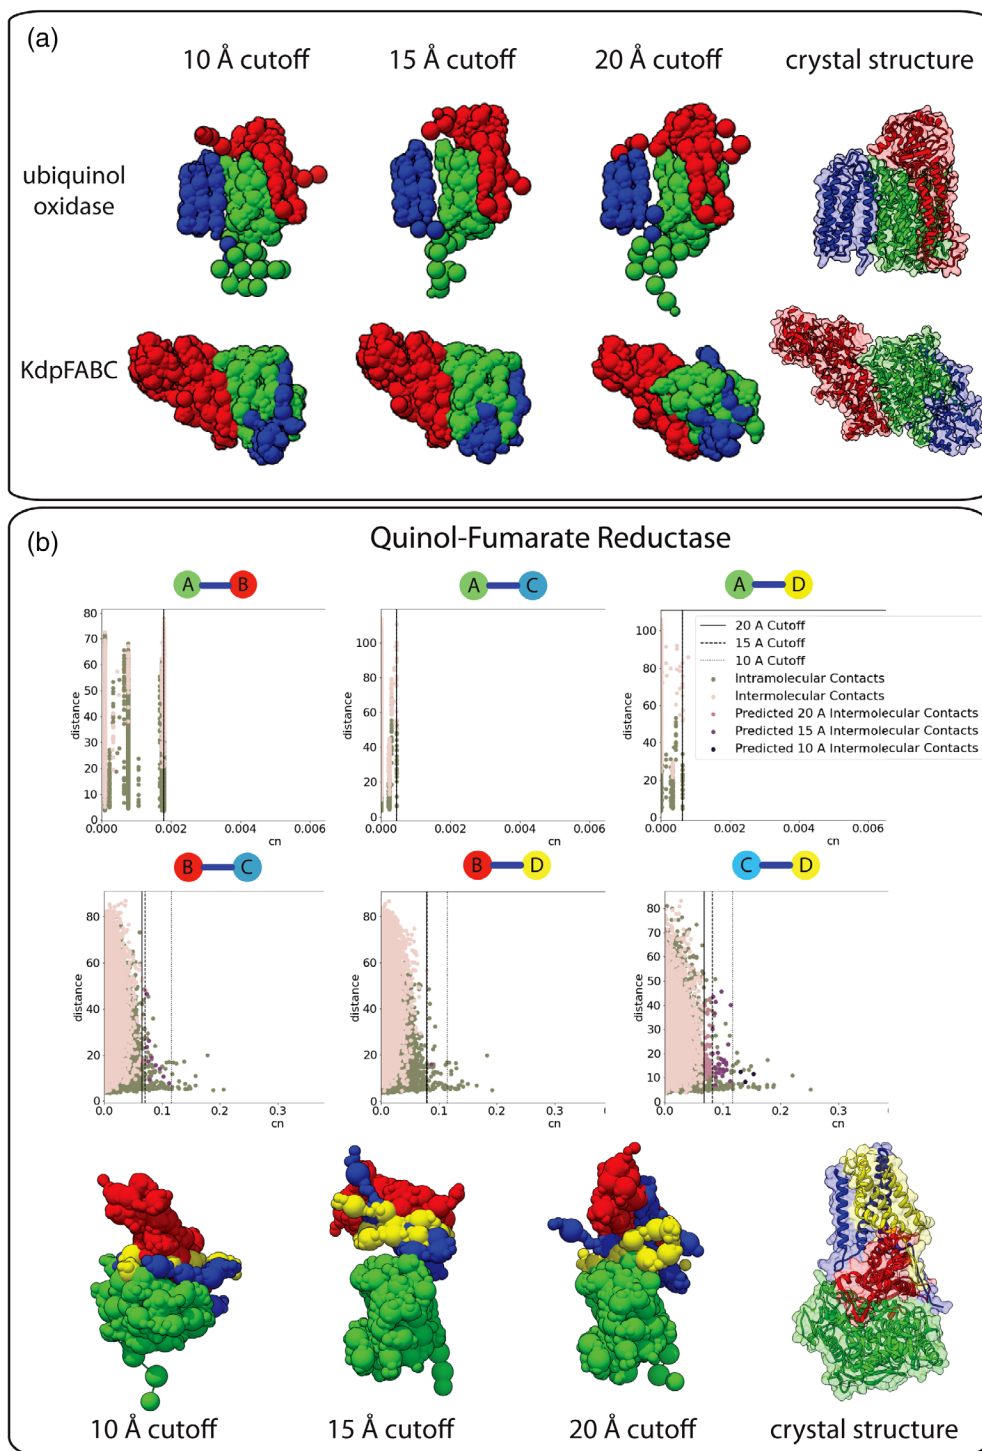 (a)
10 Å cutoff 15 Å cutoff 20 Å cutoff crystal structure
ubiquinol
oxidase
KdpFABC
(b)
Quinol-Fumarate Reductase
A B
A C
A D
80
70
60
50
40
30
20
10
0
distance
0.000 0.002 0.004 0.006
cn
100
80
60
40
20
0
distance
0.000 0.002 0.004 0.006
cn
100
80
60
40
20
0
distance
0.000 0.002 0.004 0.006
cn
20 A Cutoff
15 A Cutoff
10 A Cutoff
Intramolecular Contacts
Intermolecular Contacts
Predicted 20 A Intermolecular Contacts
Predicted 15 A Intermolecular Contacts
Predicted 10 A Intermolecular Contacts
B C
B D
C D
80
60
40
20
0
distance
0.0 0.1 0.2 0.3
cn
80
60
40
20
0
distance
0.0 0.1 0.2 0.3
cn
80
70
60
50
40
30
20
10
0
distance
0.0 0.1 0.2 0.3
cn
10 Å cutoff 15 Å cutoff 20 Å cutoff crystal structure